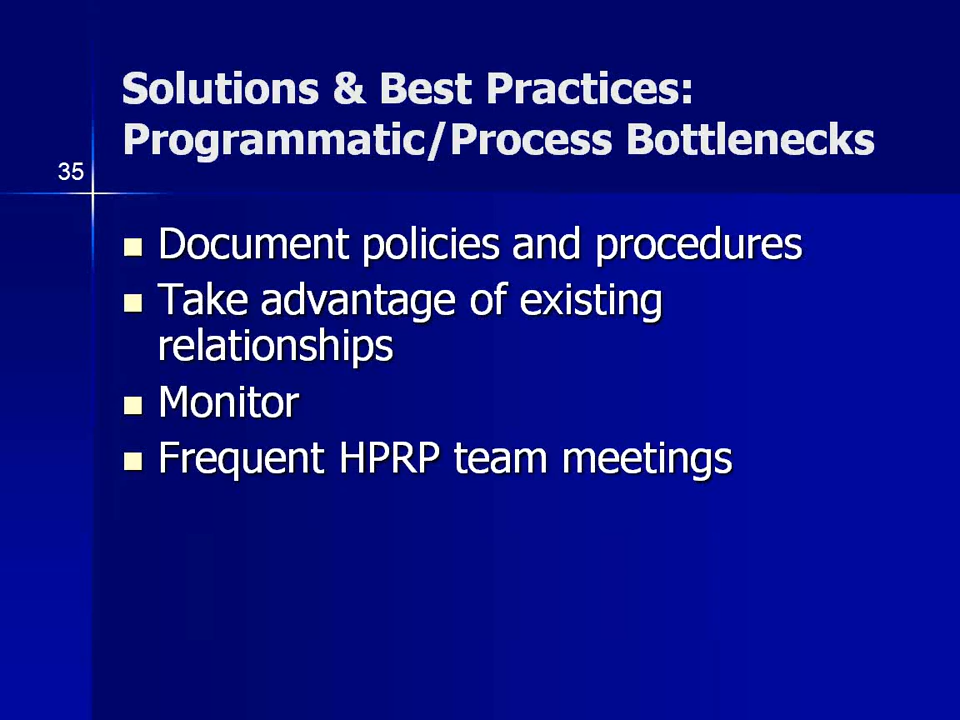 Solutions & Best Practices:
Programmatic/Process Bottlenecks
35
Document policies and procedures
Take advantage of existing
relationships
Monitor
Frequent HPRP team meetings